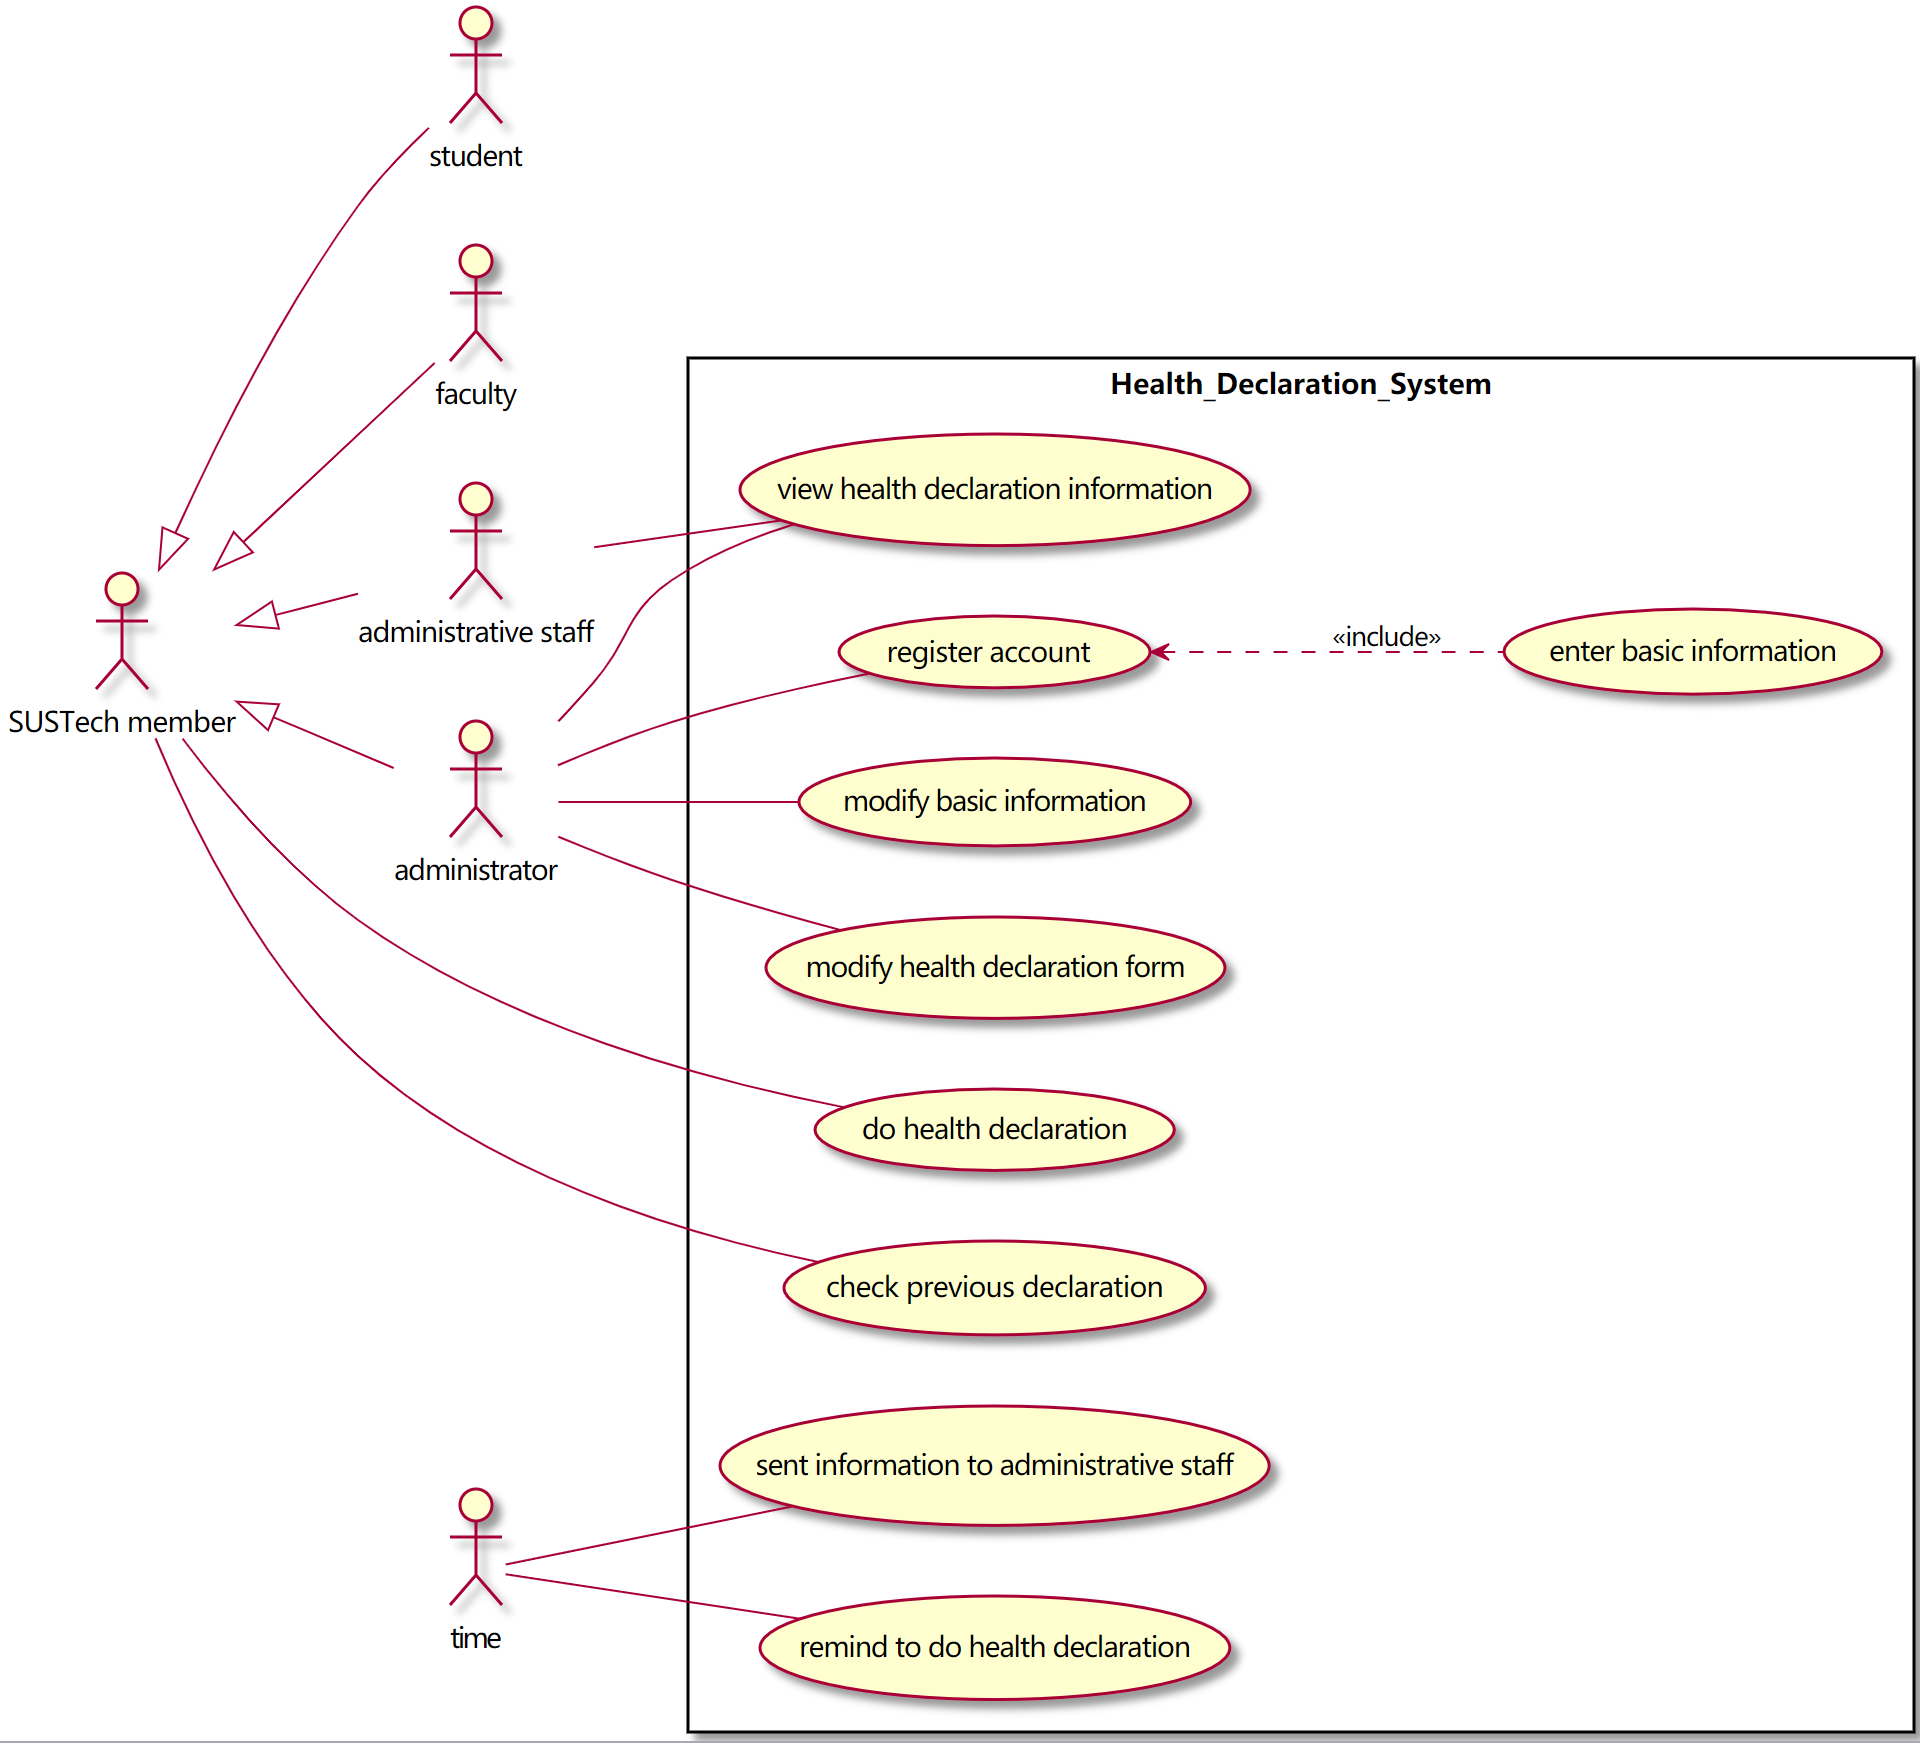 student
faculty
Health_Declaration_System
view health declaration information
administrative staff
register account
«include»
enter basic information
SUSTech member
modify basic information
administrator
modify health declaration form
do health declaration
check previous declaration
sent information to administrative staff
time
remind to do health declaration